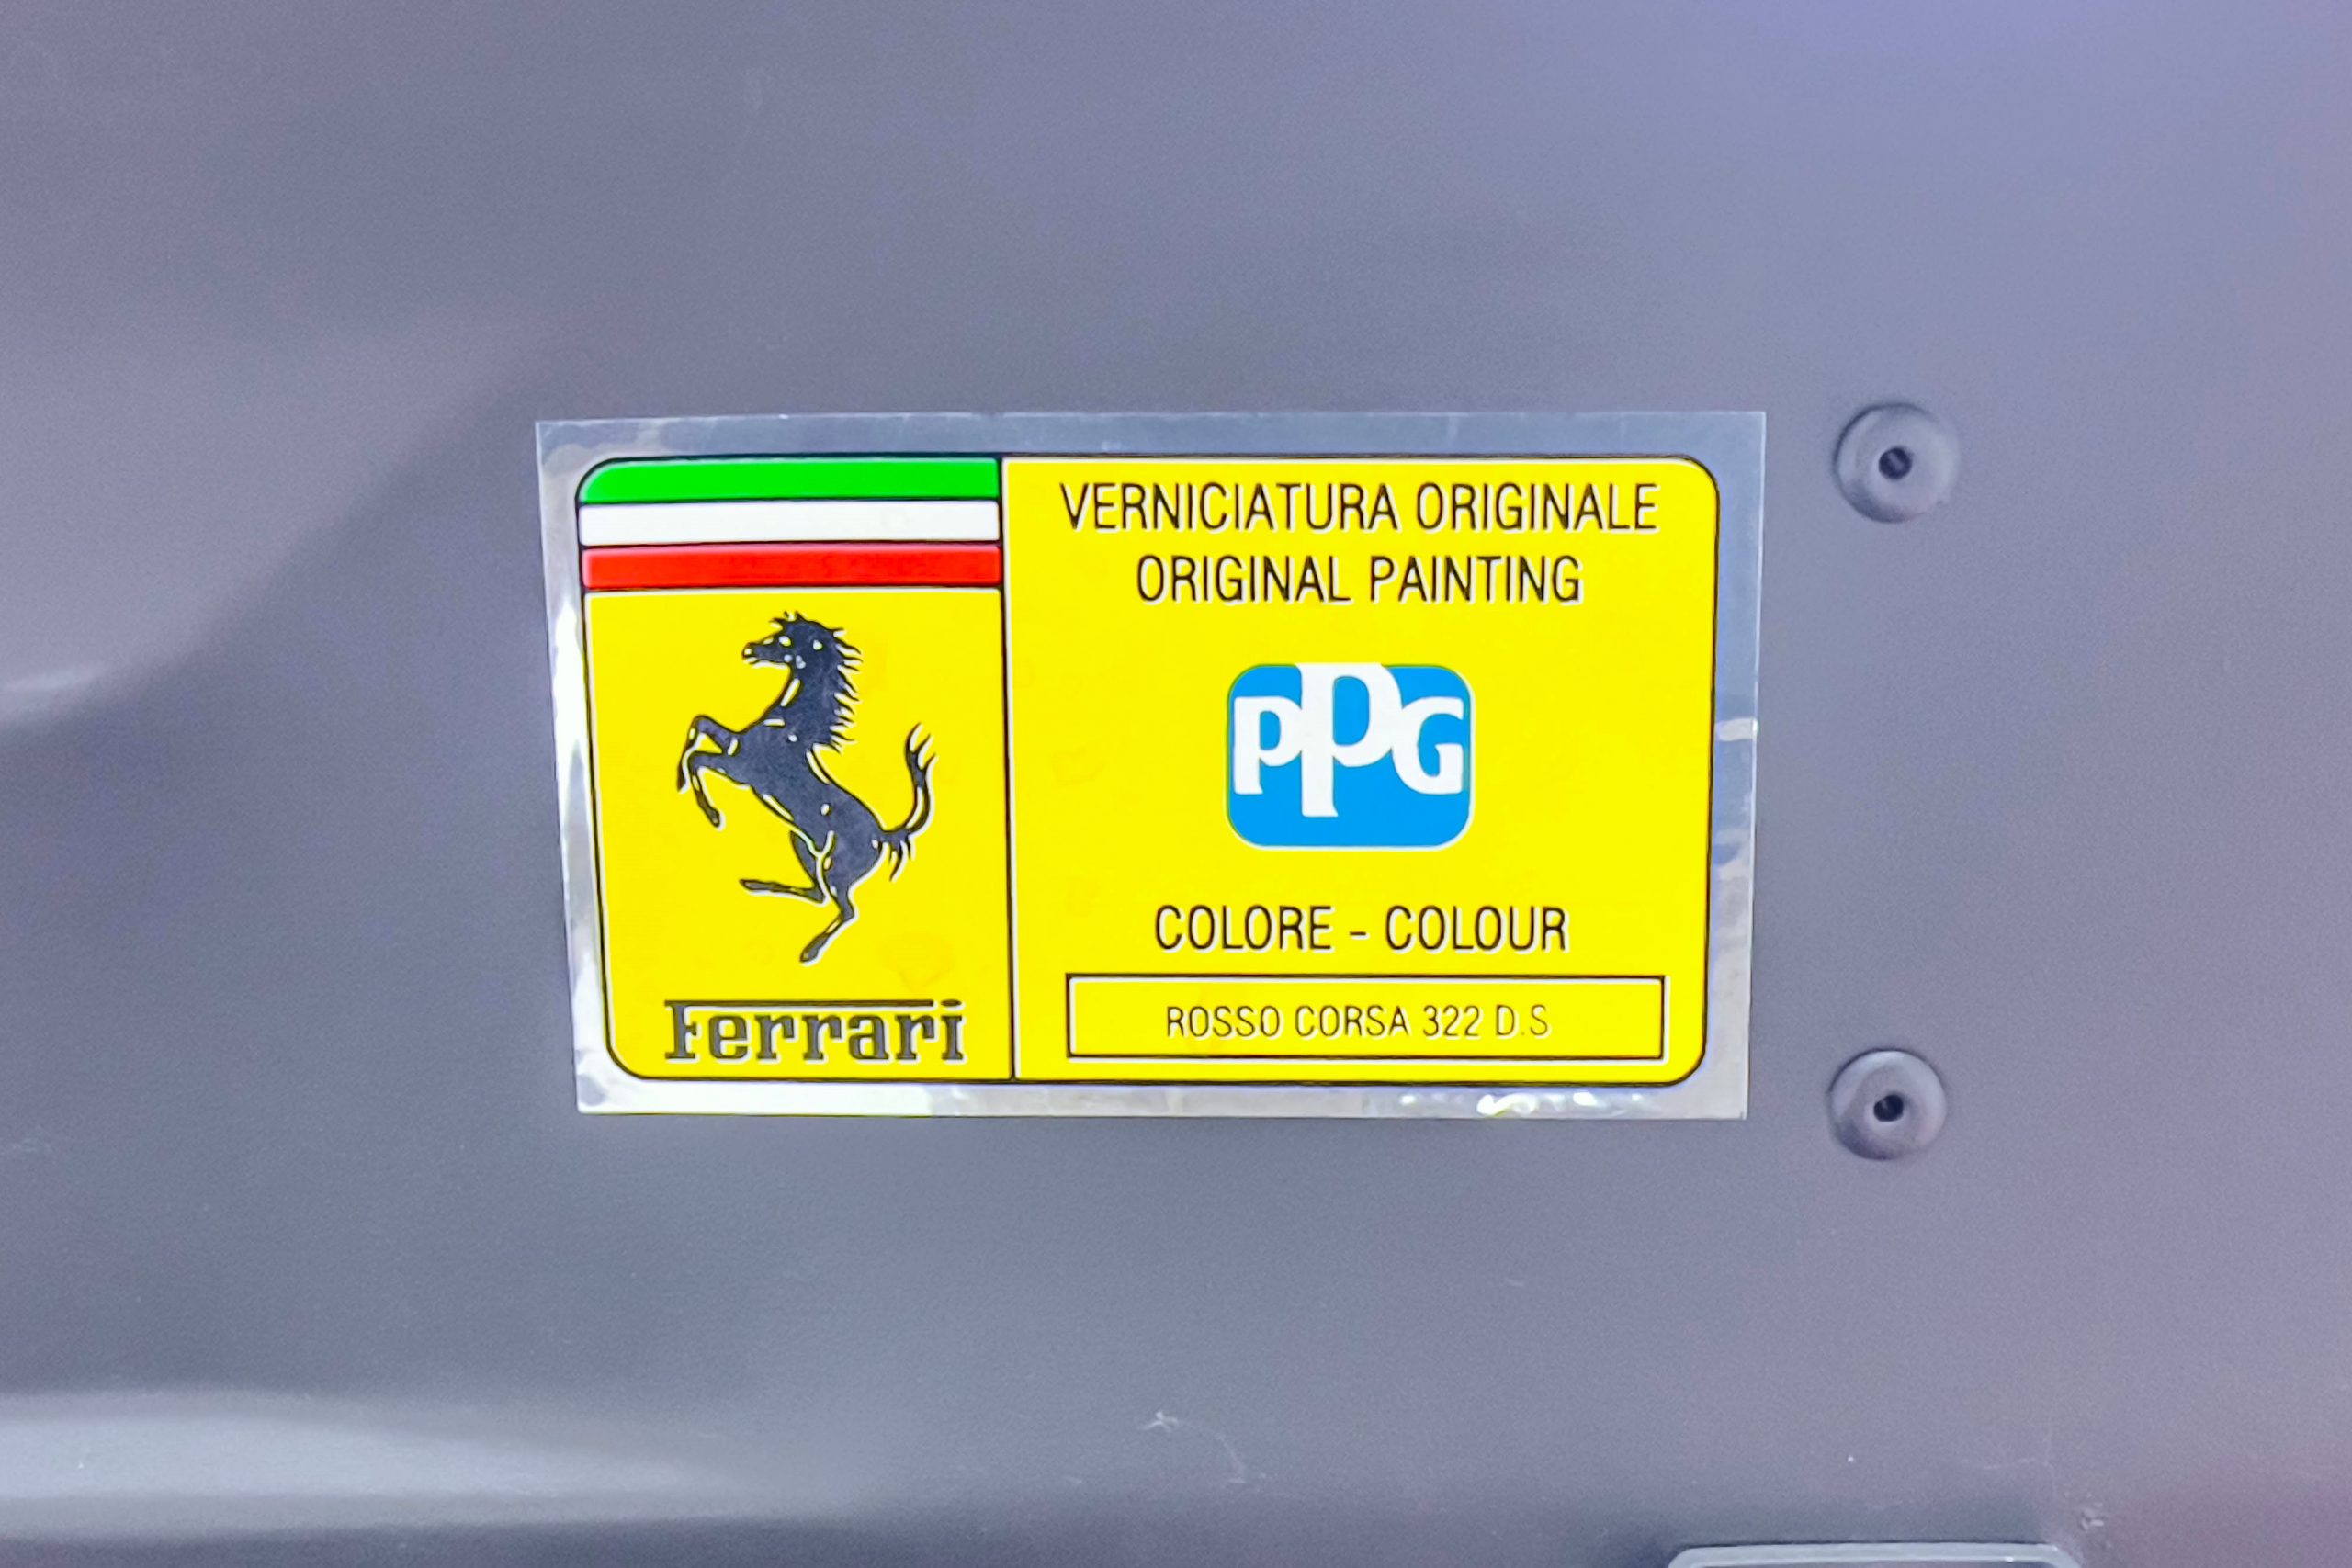 VERNICIATURA ORIGINALE
ORIGINAL PAINTING
PPG
COLORE - COLOUR
ROSSO CORSA 322 D.S
Ferrari